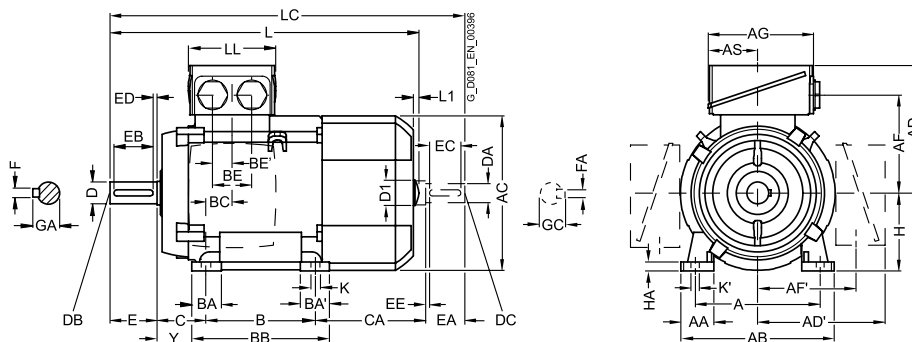 LC
L
LL
G_D081_EN_00396
AG
AS
ED
EB
L1
EC
DA
FA
AF
AD
F
D
BE'
BE
BC
D1
AC
GA
GC
H
K
HA
K'
AF'
BA
BA'
EE
A
AA
AD'
DB
E
C
B
CA
EA
DC
Y
BB
AB